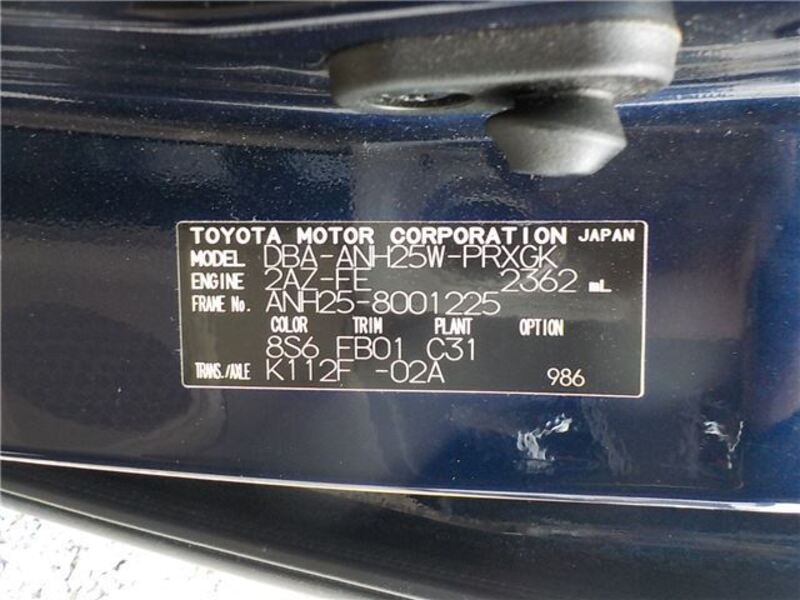 TOYOTA MOTOR CORPORATION JAPAN
MODEL DBA-ANH25W-PRXGK
ENGINE 2AZ-FE 2362 mL
FRAME No. ANH25-8001225
COLOR TRIM PLANT OPTION
8S6 FB01 C31
TRANS./AXLE K112F -02A 986